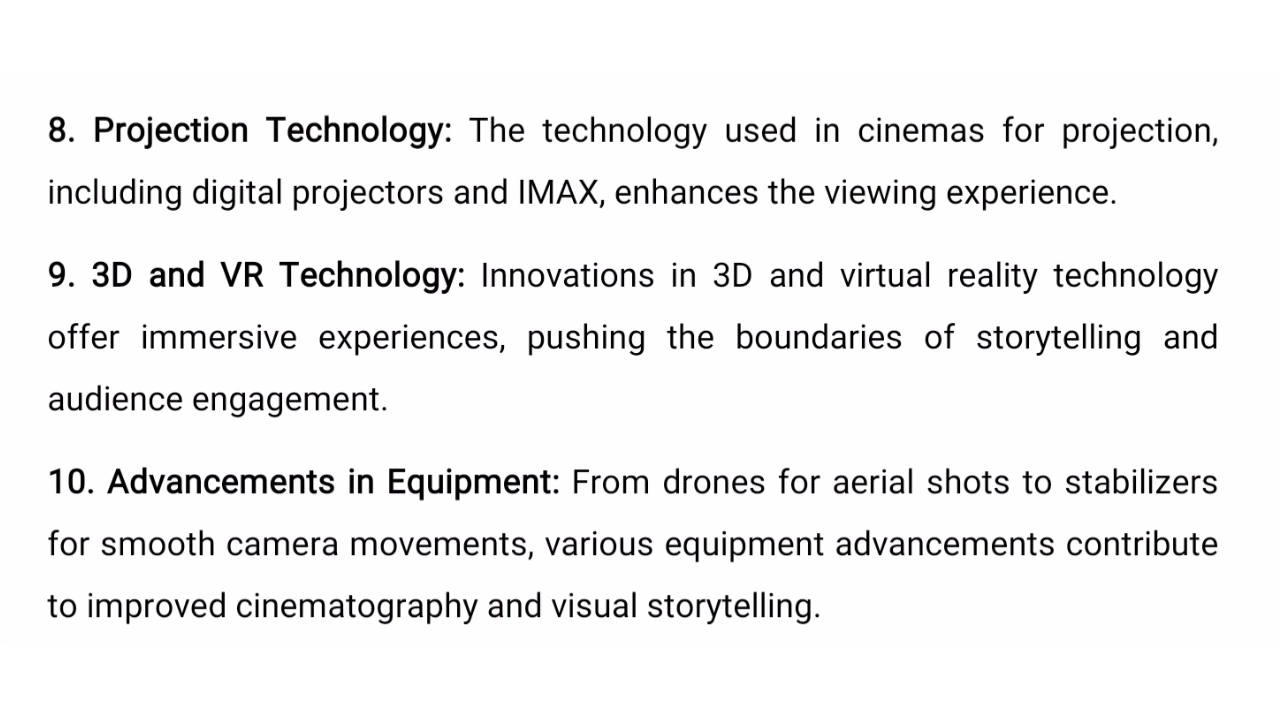 8. Projection Technology: The technology used in cinemas for projection,
including digital projectors and IMAX, enhances the viewing experience.
9. 3D and VR Technology: Innovations in 3D and virtual reality technology
offer immersive experiences, pushing the boundaries of storytelling and
audience engagement.
10. Advancements in Equipment: From drones for aerial shots to stabilizers
for smooth camera movements, various equipment advancements contribute
to improved cinematography and visual storytelling.